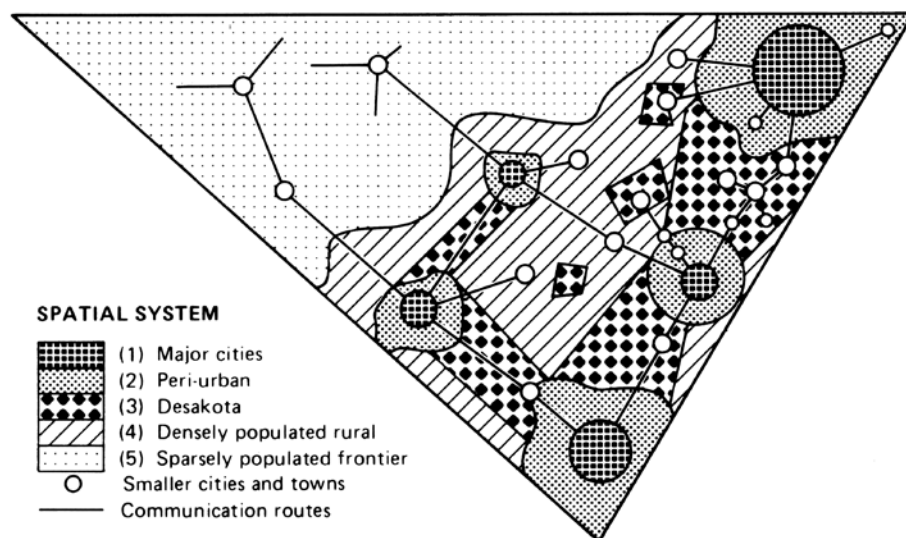 SPATIAL SYSTEM
(1) Major cities
(2) Peri-urban
(3) Desakota
(4) Densely populated rural
(5) Sparsely populated frontier
Smaller cities and towns
Communication routes